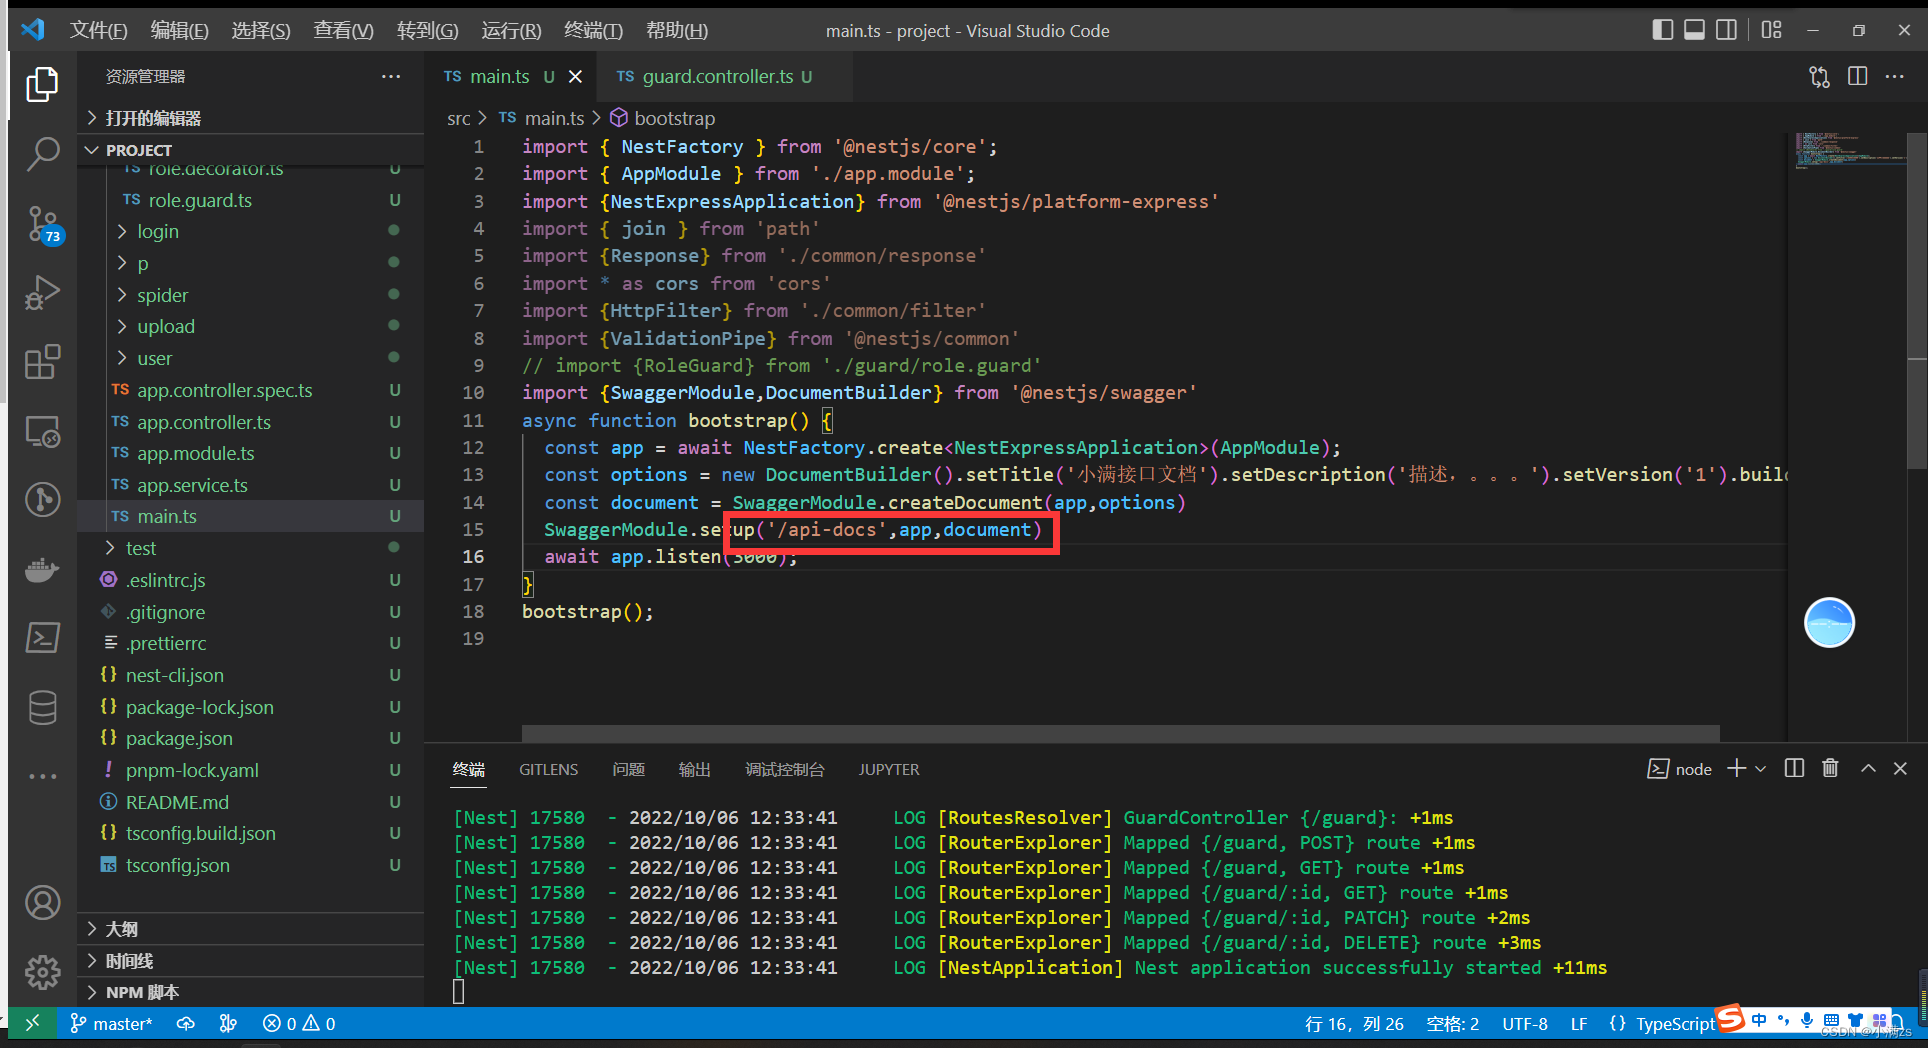 文件(F) 编辑(E) 选择(S) 查看(V) 转到(G) 运行(R) 终端(T) 帮助(H) main.ts - project - Visual Studio Code
资源管理器 ···
打开的编辑器
PROJECT
TS role.decorator.ts U
TS role.guard.ts U
login
p
spider
upload
user
TS app.controller.spec.ts U
TS app.controller.ts U
TS app.module.ts U
TS app.service.ts U
TS main.ts U
test
.eslintrc.js U
.gitignore U
.prettierrc U
{} nest-cli.json U
{} package-lock.json U
{} package.json U
! pnpm-lock.yaml U
README.md U
{} tsconfig.build.json U
TS tsconfig.json U
大纲
时间线
NPM 脚本
73
TS main.ts U TS guard.controller.ts U
src > TS main.ts > bootstrap
1 import { NestFactory } from '@nestjs/core';
2 import { AppModule } from './app.module';
3 import {NestExpressApplication} from '@nestjs/platform-express'
4 import { join } from 'path'
5 import {Response} from './common/response'
6 import * as cors from 'cors'
7 import {HttpFilter} from './common/filter'
8 import {ValidationPipe} from '@nestjs/common'
9 // import {RoleGuard} from './guard/role.guard'
10 import {SwaggerModule,DocumentBuilder} from '@nestjs/swagger'
11 async function bootstrap() {
12 const app = await NestFactory.create<NestExpressApplication>(AppModule);
13 const options = new DocumentBuilder().setTitle('小满接口文档').setDescription('描述，。。。').setVersion('1').build
14 const document = SwaggerModule.createDocument(app,options)
15 SwaggerModule.setup('/api-docs',app,document)
16 await app.listen(3000);
17 }
18 bootstrap();
19
终端 GITLENS 问题 输出 调试控制台 JUPYTER node
[Nest] 17580 - 2022/10/06 12:33:41 LOG [RoutesResolver] GuardController {/guard}: +1ms
[Nest] 17580 - 2022/10/06 12:33:41 LOG [RouterExplorer] Mapped {/guard, POST} route +1ms
[Nest] 17580 - 2022/10/06 12:33:41 LOG [RouterExplorer] Mapped {/guard, GET} route +1ms
[Nest] 17580 - 2022/10/06 12:33:41 LOG [RouterExplorer] Mapped {/guard/:id, GET} route +1ms
[Nest] 17580 - 2022/10/06 12:33:41 LOG [RouterExplorer] Mapped {/guard/:id, PATCH} route +2ms
[Nest] 17580 - 2022/10/06 12:33:41 LOG [RouterExplorer] Mapped {/guard/:id, DELETE} route +3ms
[Nest] 17580 - 2022/10/06 12:33:41 LOG [NestApplication] Nest application successfully started +11ms
master* 0 0 行 16，列 26 空格: 2 UTF-8 LF {} TypeScript 中
CSDN @小满zs